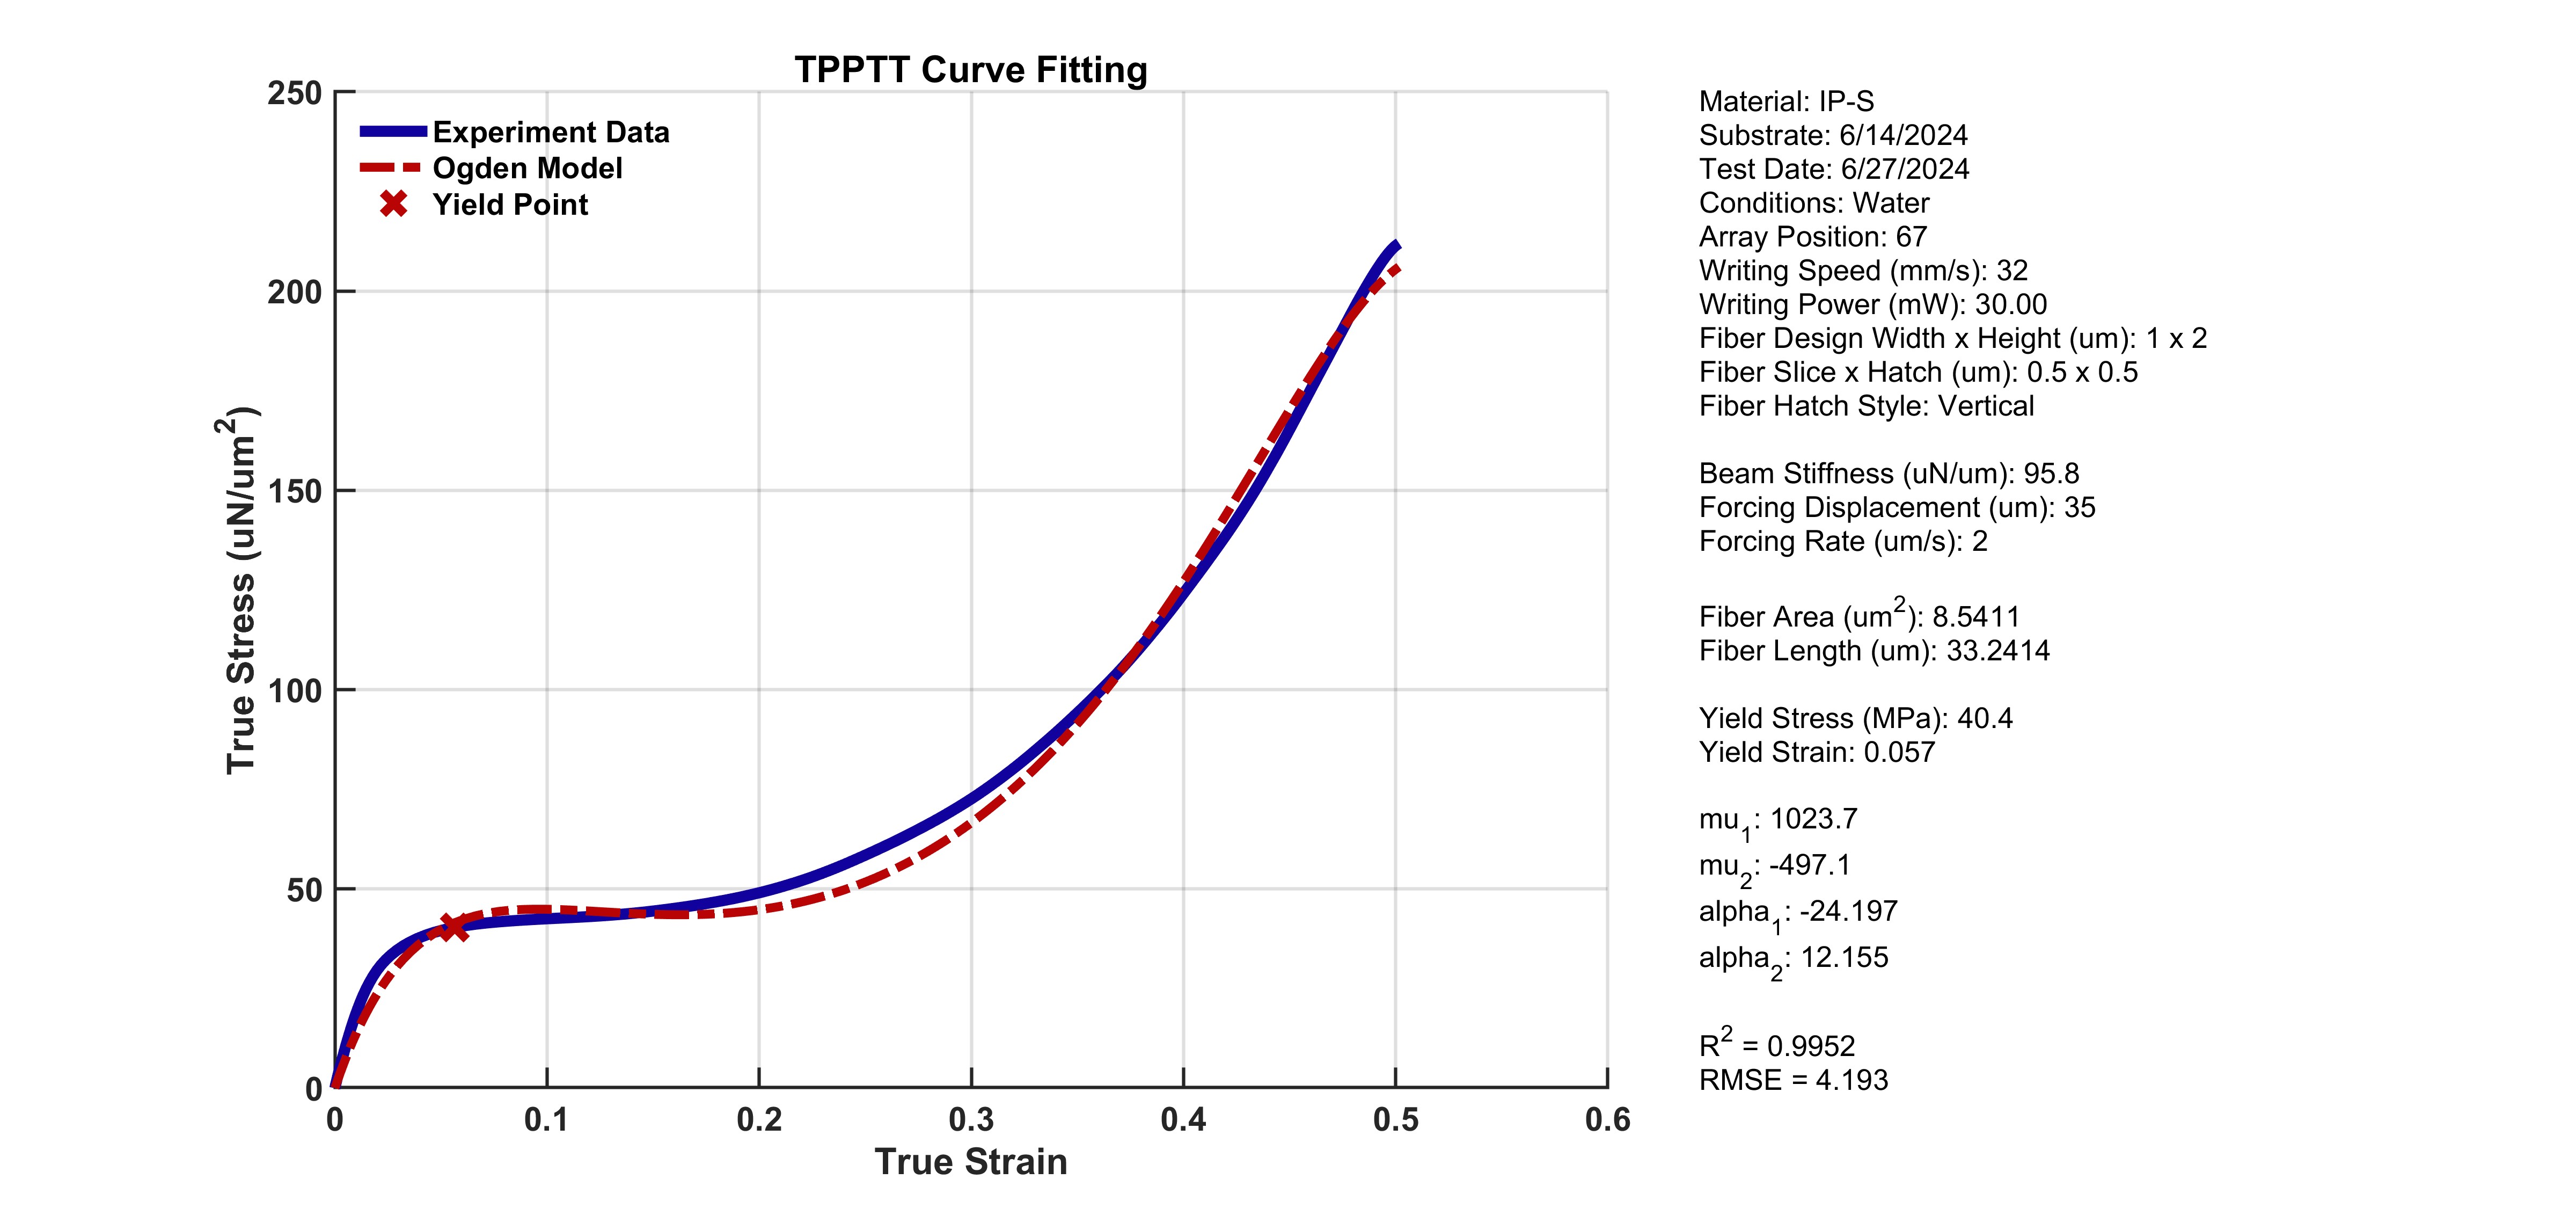 TPPTT Curve Fitting
250
200
150
100
50
0
True Stress (uN/um²)
Experiment Data
Ogden Model
Yield Point
0 0.1 0.2 0.3 0.4 0.5 0.6
True Strain
Material: IP-S
Substrate: 6/14/2024
Test Date: 6/27/2024
Conditions: Water
Array Position: 67
Writing Speed (mm/s): 32
Writing Power (mW): 30.00
Fiber Design Width x Height (um): 1 x 2
Fiber Slice x Hatch (um): 0.5 x 0.5
Fiber Hatch Style: Vertical
Beam Stiffness (uN/um): 95.8
Forcing Displacement (um): 35
Forcing Rate (um/s): 2
Fiber Area (um²): 8.5411
Fiber Length (um): 33.2414
Yield Stress (MPa): 40.4
Yield Strain: 0.057
mu₁: 1023.7
mu₂: -497.1
alpha₁: -24.197
alpha₂: 12.155
R² = 0.9952
RMSE = 4.193